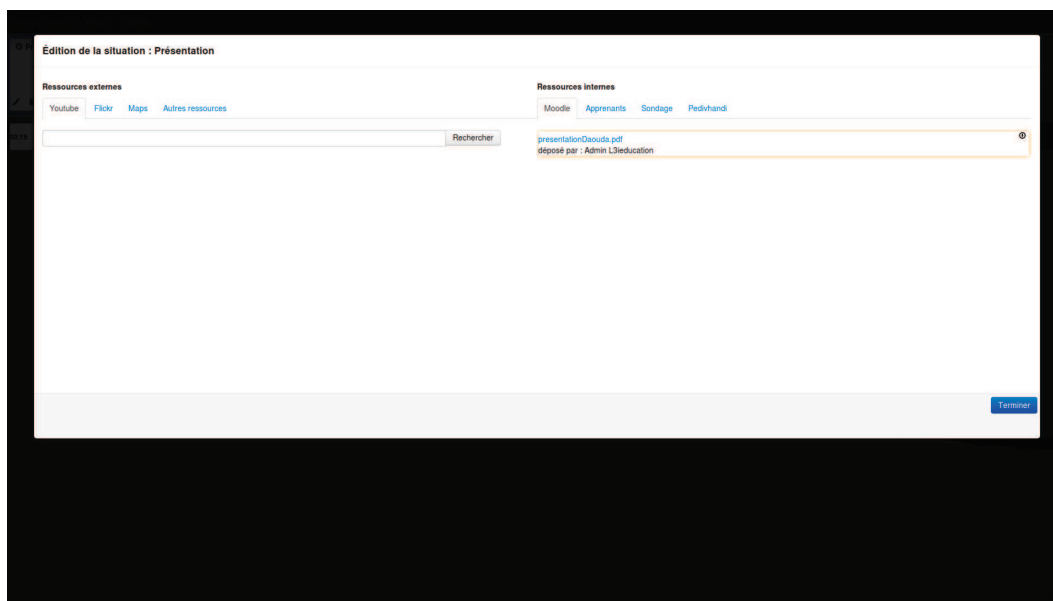 Édition de la situation : Présentation
Ressources externes
Youtube Flickr Maps Autres ressources
Rechercher
Ressources internes
Moodle Apprenants Sondage Pedivhandi
presentationDaouda.pdf
déposé par : Admin L3ieducation
Terminer